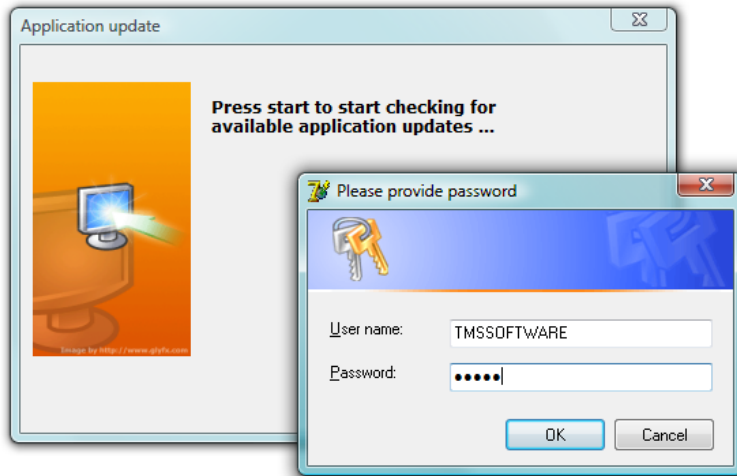 Application update
Press start to start checking for
available application updates ...
Image by http://www.glyfx.com
Please provide password
User name:
TMSSOFTWARE
Password:
•••••
OK
Cancel